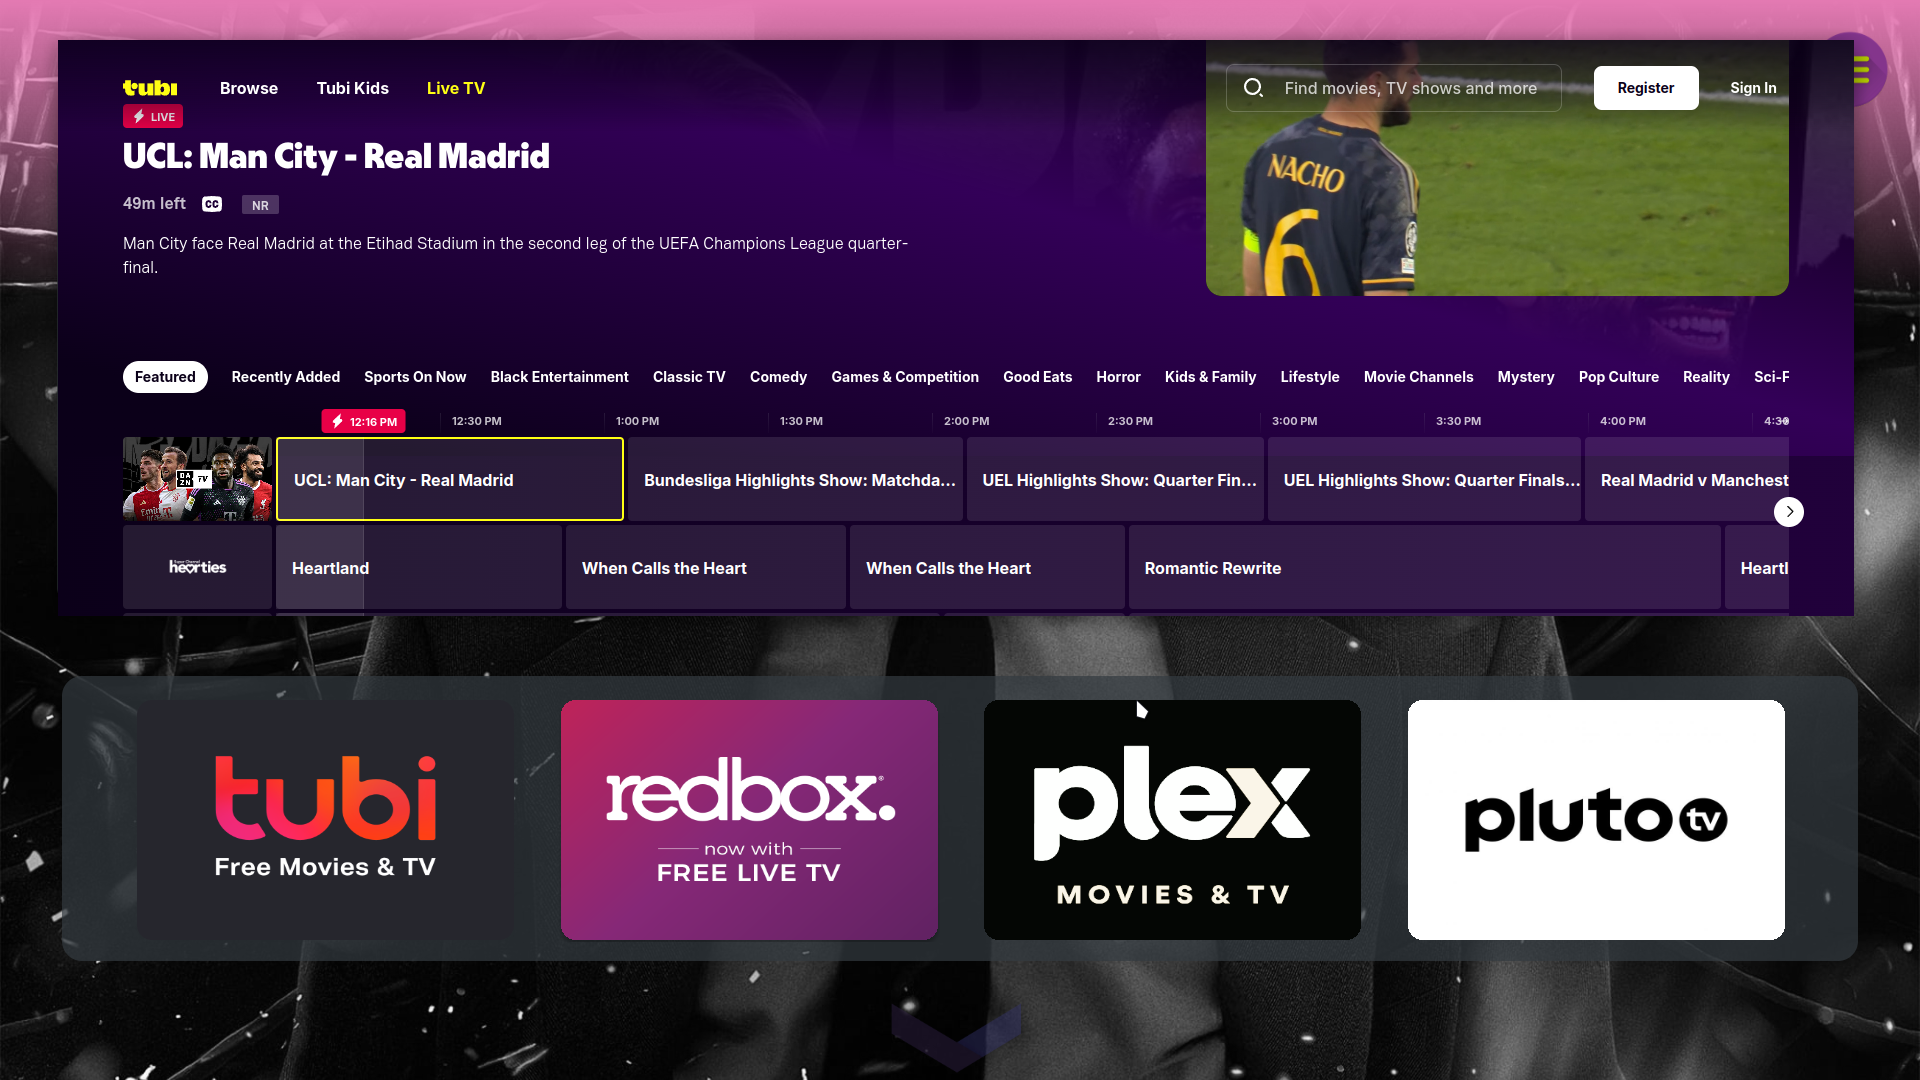 tubi
Browse
Tubi Kids
Live TV
Find movies, TV shows and more
Register
Sign In
LIVE
UCL: Man City - Real Madrid
49m left
CC
NR
Man City face Real Madrid at the Etihad Stadium in the second leg of the UEFA Champions League quarter-
final.
NACHO
6
Featured
Recently Added
Sports On Now
Black Entertainment
Classic TV
Comedy
Games & Competition
Good Eats
Horror
Kids & Family
Lifestyle
Movie Channels
Mystery
Pop Culture
Reality
Sci-F
12:16 PM
12:30 PM
1:00 PM
1:30 PM
2:00 PM
2:30 PM
3:00 PM
3:30 PM
4:00 PM
4:30
DAZN TV
UCL: Man City - Real Madrid
Bundesliga Highlights Show: Matchda...
UEL Highlights Show: Quarter Fin...
UEL Highlights Show: Quarter Finals...
Real Madrid v Manchest
hearties
Heartland
When Calls the Heart
When Calls the Heart
Romantic Rewrite
Heartl
tubi
Free Movies & TV
redbox.
now with
FREE LIVE TV
plex
MOVIES & TV
pluto tv